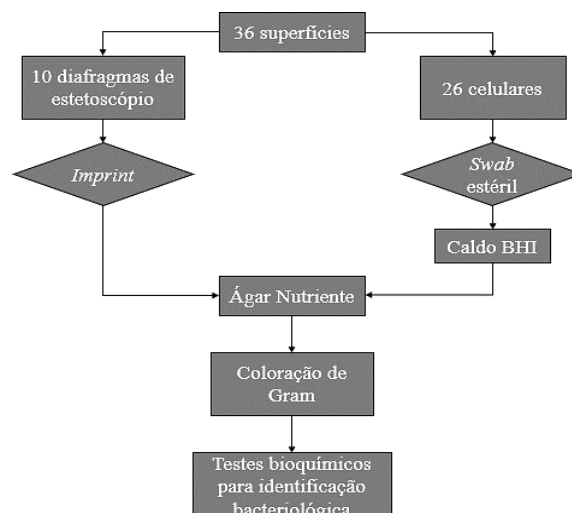 36 superfícies
10 diafragmas de
estetoscópio
26 celulares
Imprint
Swab
estéril
Caldo BHI
Ágar Nutriente
Coloração de
Gram
Testes bioquímicos
para identificação
bacteriológica